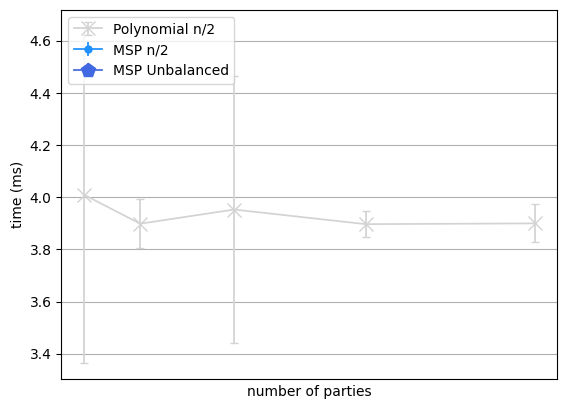 Polynomial n/2
MSP n/2
MSP Unbalanced
4.6
4.4
4.2
4.0
3.8
3.6
3.4
time (ms)
number of parties